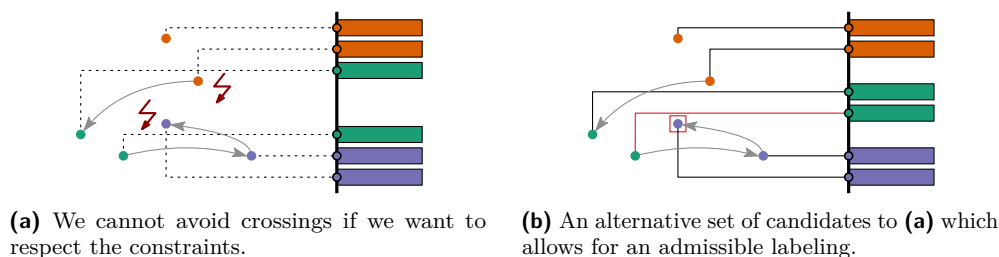 (a) We cannot avoid crossings if we want to
respect the constraints.
(b) An alternative set of candidates to (a) which
allows for an admissible labeling.